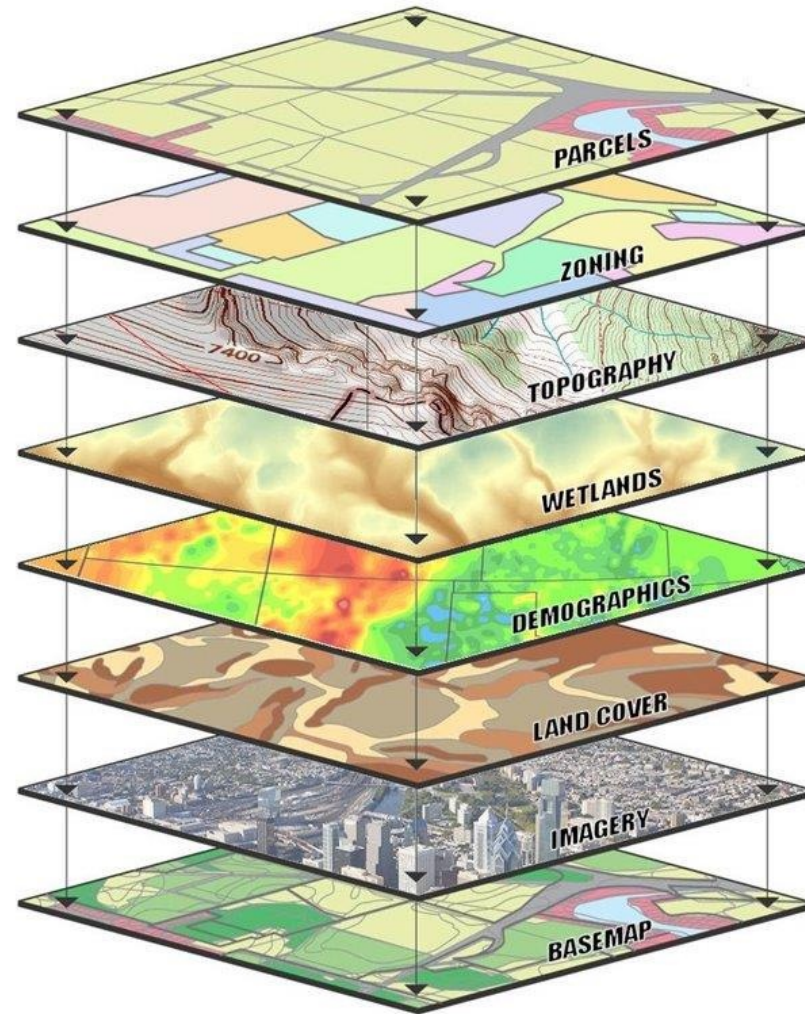 PARCELS
ZONING
7400
TOPOGRAPHY
WETLANDS
DEMOGRAPHICS
LAND COVER
IMAGERY
BASEMAP